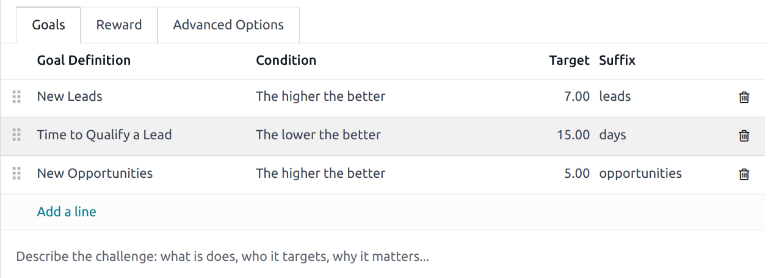 Goals Reward Advanced Options
Goal Definition Condition Target Suffix
New Leads The higher the better 7.00 leads
Time to Qualify a Lead The lower the better 15.00 days
New Opportunities The higher the better 5.00 opportunities
Add a line
Describe the challenge: what is does, who it targets, why it matters...